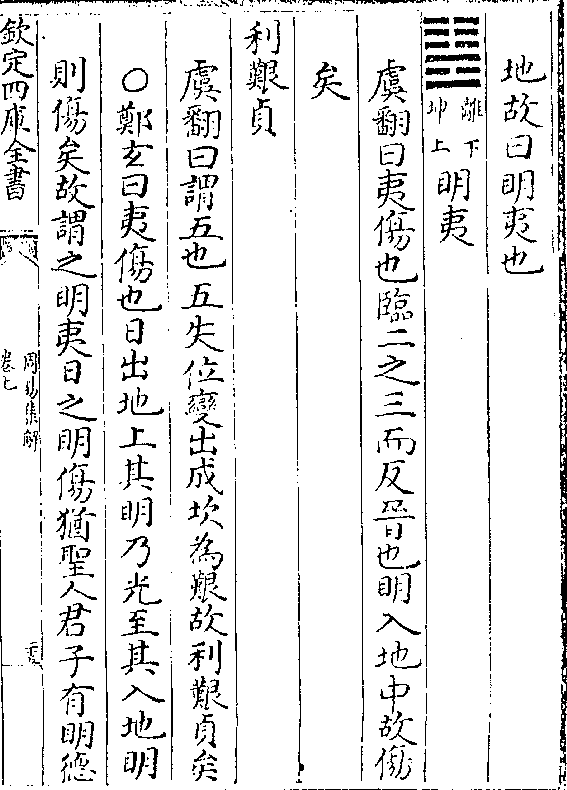 地故曰明夷也
離下坤上明夷
虞翻曰夷傷也臨二之三而反晉也明入地中故傷
矣
利艱貞
虞翻曰謂五也五失位變出成坎為艱故利艱貞矣
○鄭玄曰夷傷也日出地上其明乃光至其入地明
則傷矣故謂之明夷日之明傷猶聖人君子有明德
欽定四庫全書
周易集解
卷七